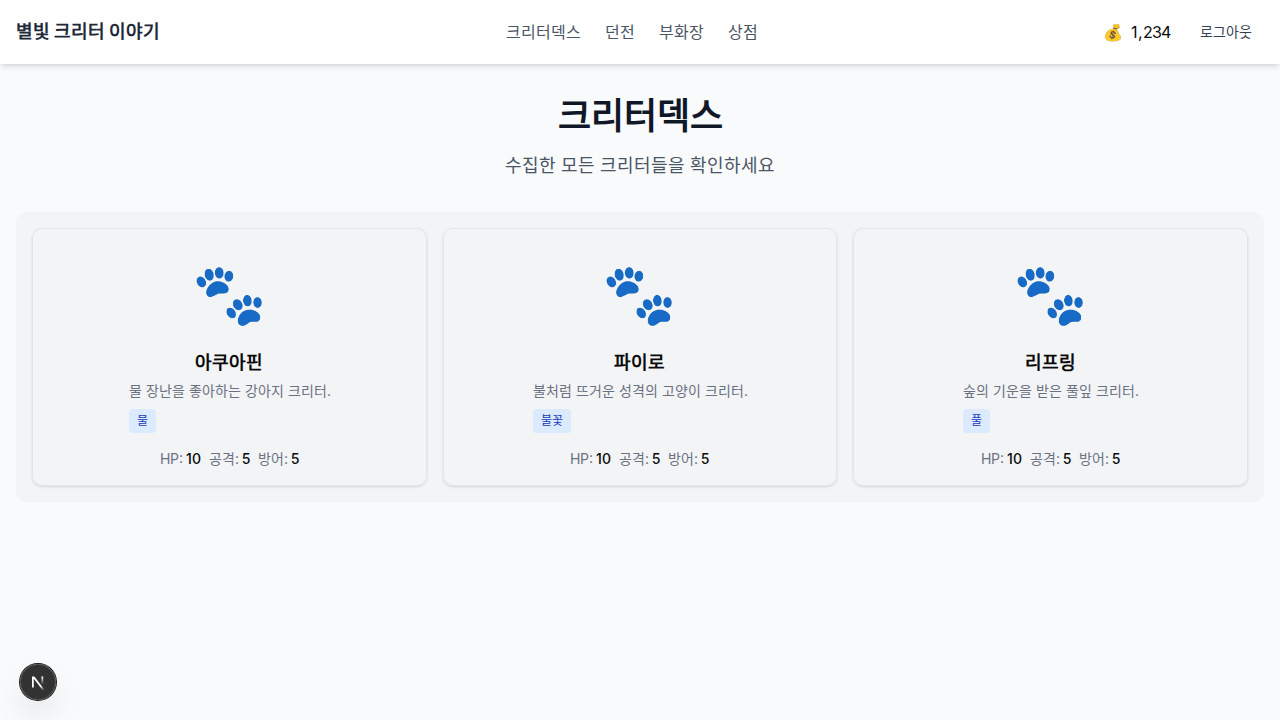 별빛 크리터 이야기
크리터덱스 던전 부화장 상점
1,234 로그아웃
크리터덱스
수집한 모든 크리터들을 확인하세요
아쿠아핀
물 장난을 좋아하는 강아지 크리터.
물
HP: 10 공격: 5 방어: 5
파이로
불처럼 뜨거운 성격의 고양이 크리터.
불꽃
HP: 10 공격: 5 방어: 5
리프링
숲의 기운을 받은 풀잎 크리터.
풀
HP: 10 공격: 5 방어: 5
N